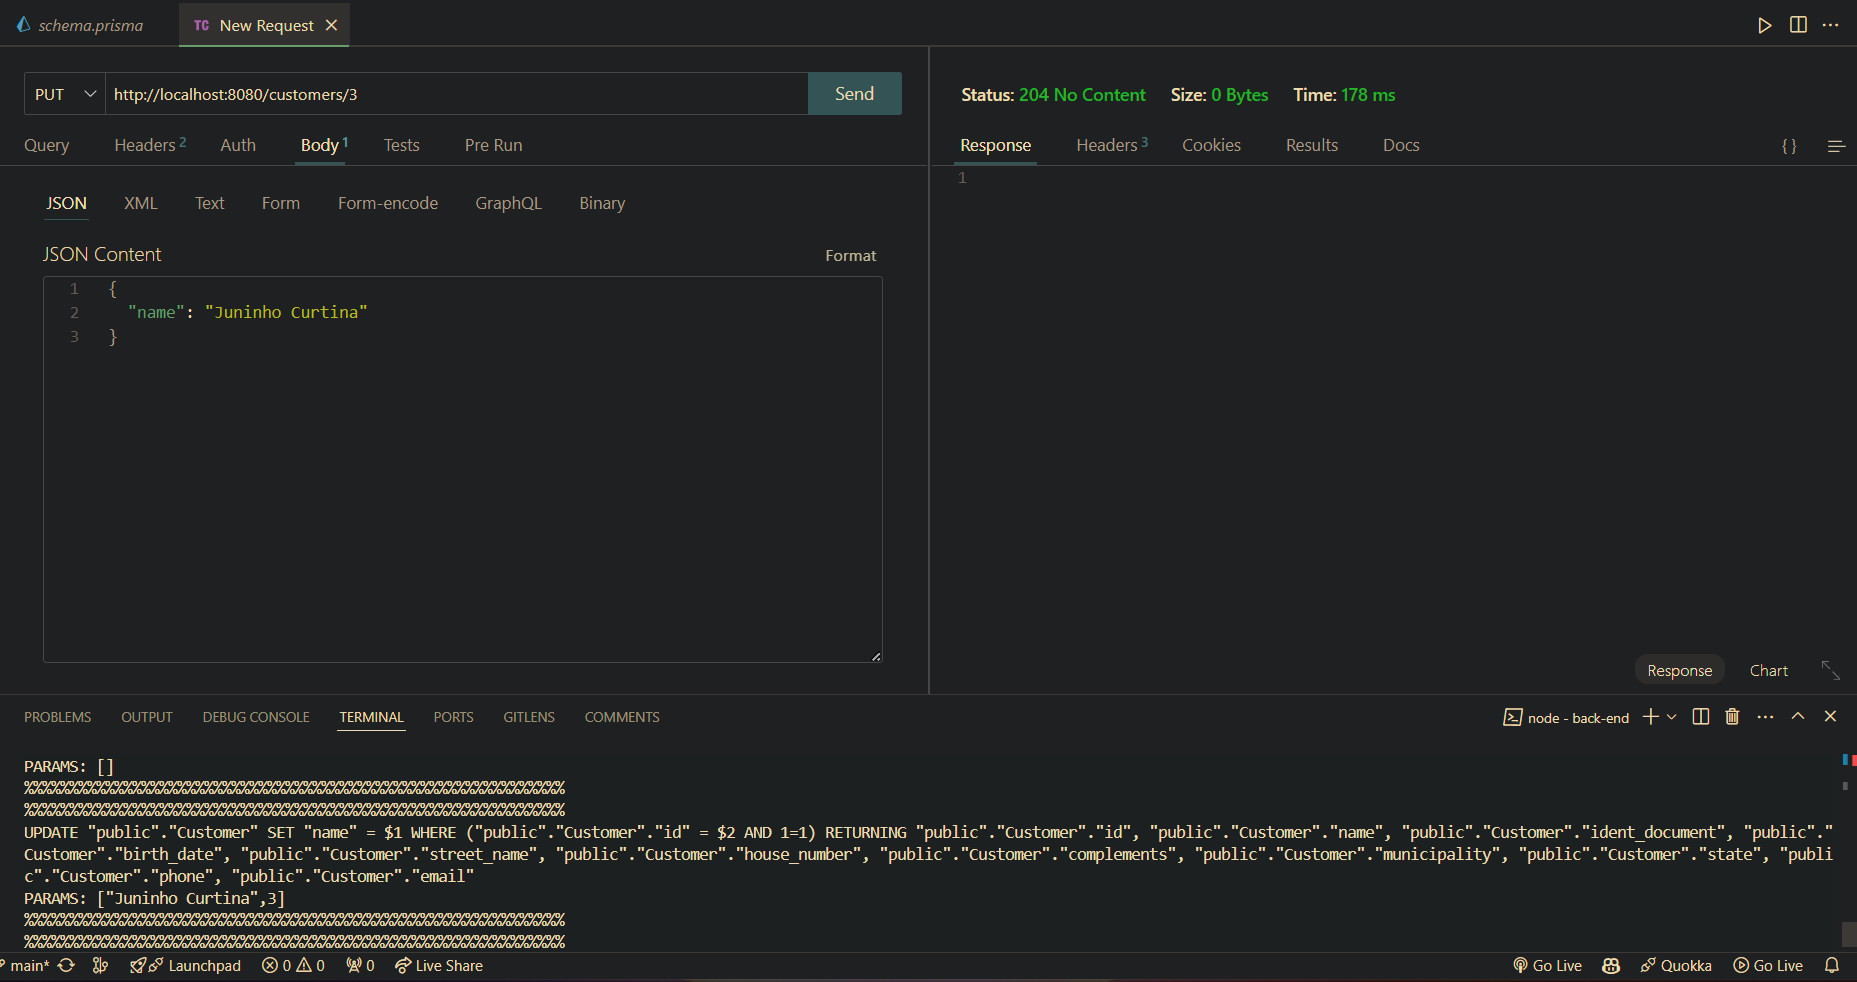 schema.prisma
TC New Request
PUT http://localhost:8080/customers/3 Send
Query Headers 2 Auth Body 1 Tests Pre Run
JSON XML Text Form Form-encode GraphQL Binary
JSON Content Format
1 {
2 "name": "Juninho Curtina"
3 }
Status: 204 No Content Size: 0 Bytes Time: 178 ms
Response Headers 3 Cookies Results Docs {}
1
Response Chart
PROBLEMS OUTPUT DEBUG CONSOLE TERMINAL PORTS GITLENS COMMENTS node - back-end
PARAMS: []
%%%%%%%%%%%%%%%%%%%%%%%%%%%%%%%%%%%%%%%%%%%%%%%%%%%%%%%%%%%%
%%%%%%%%%%%%%%%%%%%%%%%%%%%%%%%%%%%%%%%%%%%%%%%%%%%%%%%%%%%%
UPDATE "public"."Customer" SET "name" = $1 WHERE ("public"."Customer"."id" = $2 AND 1=1) RETURNING "public"."Customer"."id", "public"."Customer"."name", "public"."Customer"."ident_document", "public"."
Customer"."birth_date", "public"."Customer"."street_name", "public"."Customer"."house_number", "public"."Customer"."complements", "public"."Customer"."municipality", "public"."Customer"."state", "publi
c"."Customer"."phone", "public"."Customer"."email"
PARAMS: ["Juninho Curtina",3]
%%%%%%%%%%%%%%%%%%%%%%%%%%%%%%%%%%%%%%%%%%%%%%%%%%%%%%%%%%%%
%%%%%%%%%%%%%%%%%%%%%%%%%%%%%%%%%%%%%%%%%%%%%%%%%%%%%%%%%%%%
main* Launchpad 0 0 0 Live Share Go Live Quokka Go Live